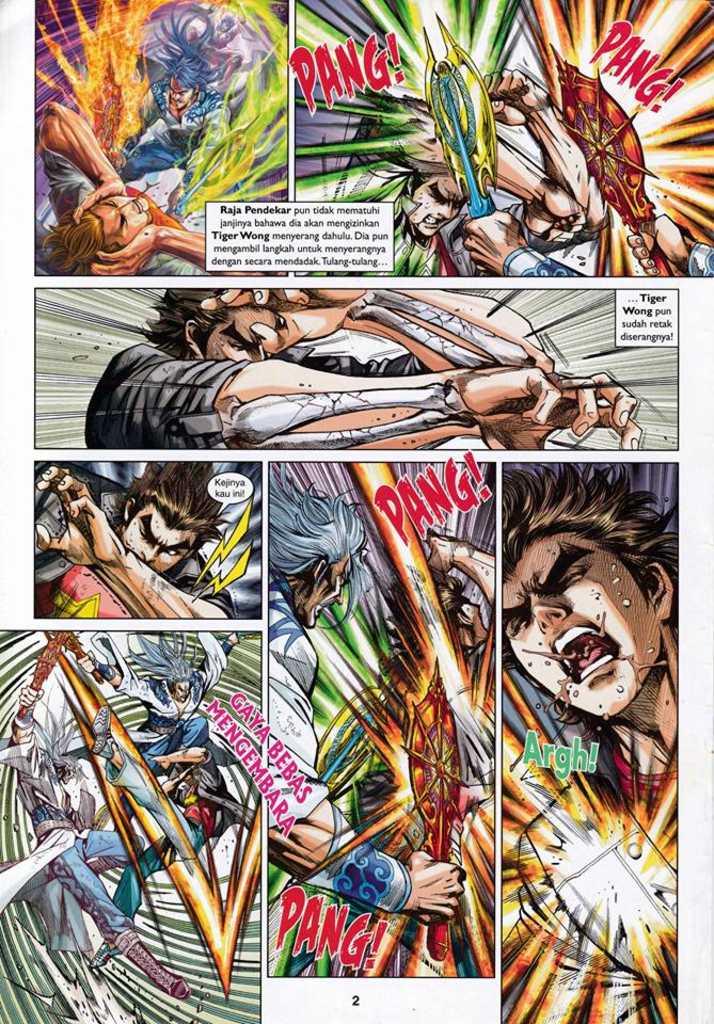 PANG!
PANG!
Raja Pendekar pun tidak mematuhi
janjinya bahawa dia akan mengizinkan
Tiger Wong menyerang dahulu. Dia pun
mengambil langkah untuk menyerangnya
dengan secara mendadak. Tulang-tulang...
... Tiger
Wong pun
sudah retak
diserangnya!
Kejinya
kau ini!
PANG!
Argh!
GAYA BEBAS
MENGEMBARA
PANG!
2